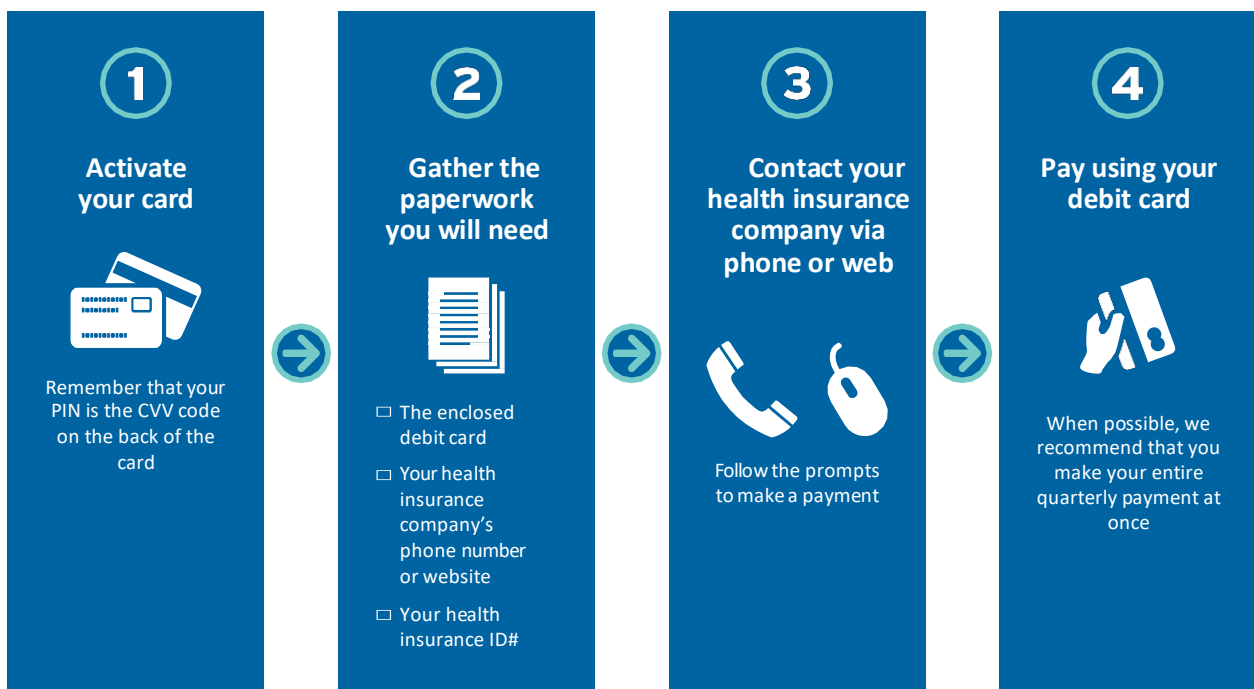 1
Activate
your card
Remember that your
PIN is the CVV code
on the back of the
card
2
Gather the
paperwork
you will need
☐ The enclosed
debit card
☐ Your health
insurance
company’s
phone number
or website
☐ Your health
insurance ID#
3
Contact your
health insurance
company via
phone or web
Follow the prompts
to make a payment
4
Pay using your
debit card
When possible, we
recommend that you
make your entire
quarterly payment at
once